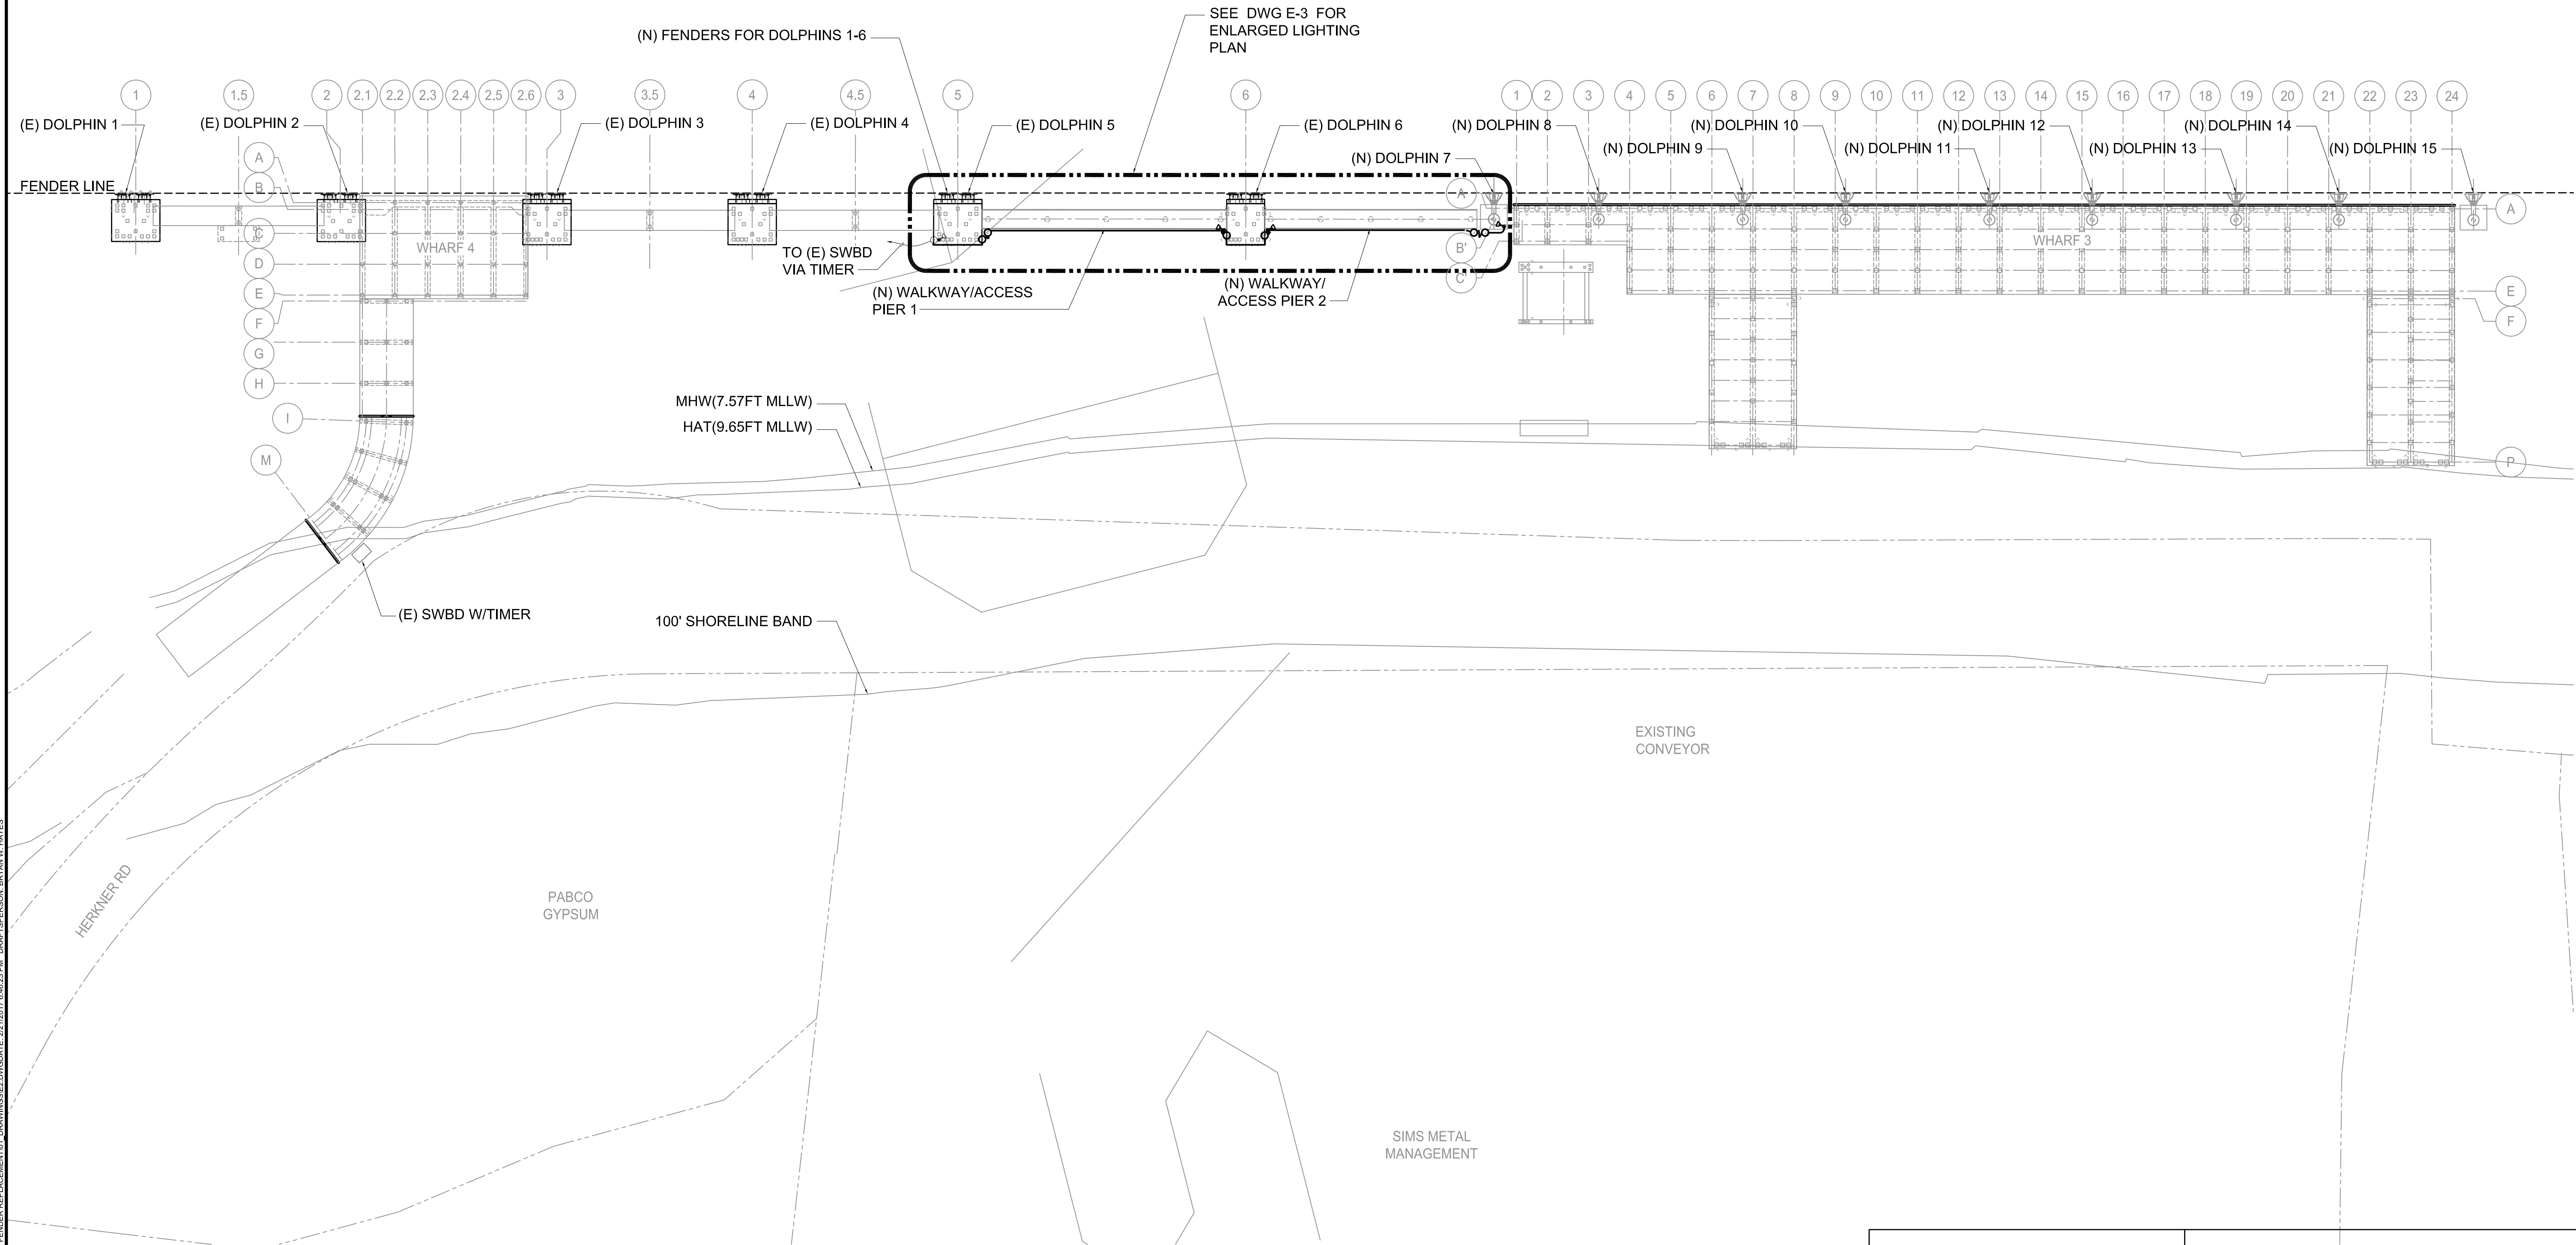 SEE DWG E-3 FOR
ENLARGED LIGHTING
PLAN
(N) FENDERS FOR DOLPHINS 1-6
1
1.5
2
2.1
2.2
2.3
2.4
2.5
2.6
3
3.5
4
4.5
5
6
1
2
3
4
5
6
7
8
9
10
11
12
13
14
15
16
17
18
19
20
21
22
23
24
(E) DOLPHIN 1
(E) DOLPHIN 2
(E) DOLPHIN 3
(E) DOLPHIN 4
(E) DOLPHIN 5
(E) DOLPHIN 6
(N) DOLPHIN 7
(N) DOLPHIN 8
(N) DOLPHIN 9
(N) DOLPHIN 10
(N) DOLPHIN 11
(N) DOLPHIN 12
(N) DOLPHIN 13
(N) DOLPHIN 14
(N) DOLPHIN 15
FENDER LINE
A
B
C
D
E
F
G
H
I
M
WHARF 4
TO (E) SWBD
VIA TIMER
(N) WALKWAY/ACCESS
PIER 1
(N) WALKWAY/
ACCESS PIER 2
A'
B'
C'
WHARF 3
A
E
F
P
MHW(7.57FT MLLW)
HAT(9.65FT MLLW)
(E) SWBD W/TIMER
100' SHORELINE BAND
EXISTING
CONVEYOR
HERKNER RD
PABCO
GYPSUM
SIMS METAL
MANAGEMENT